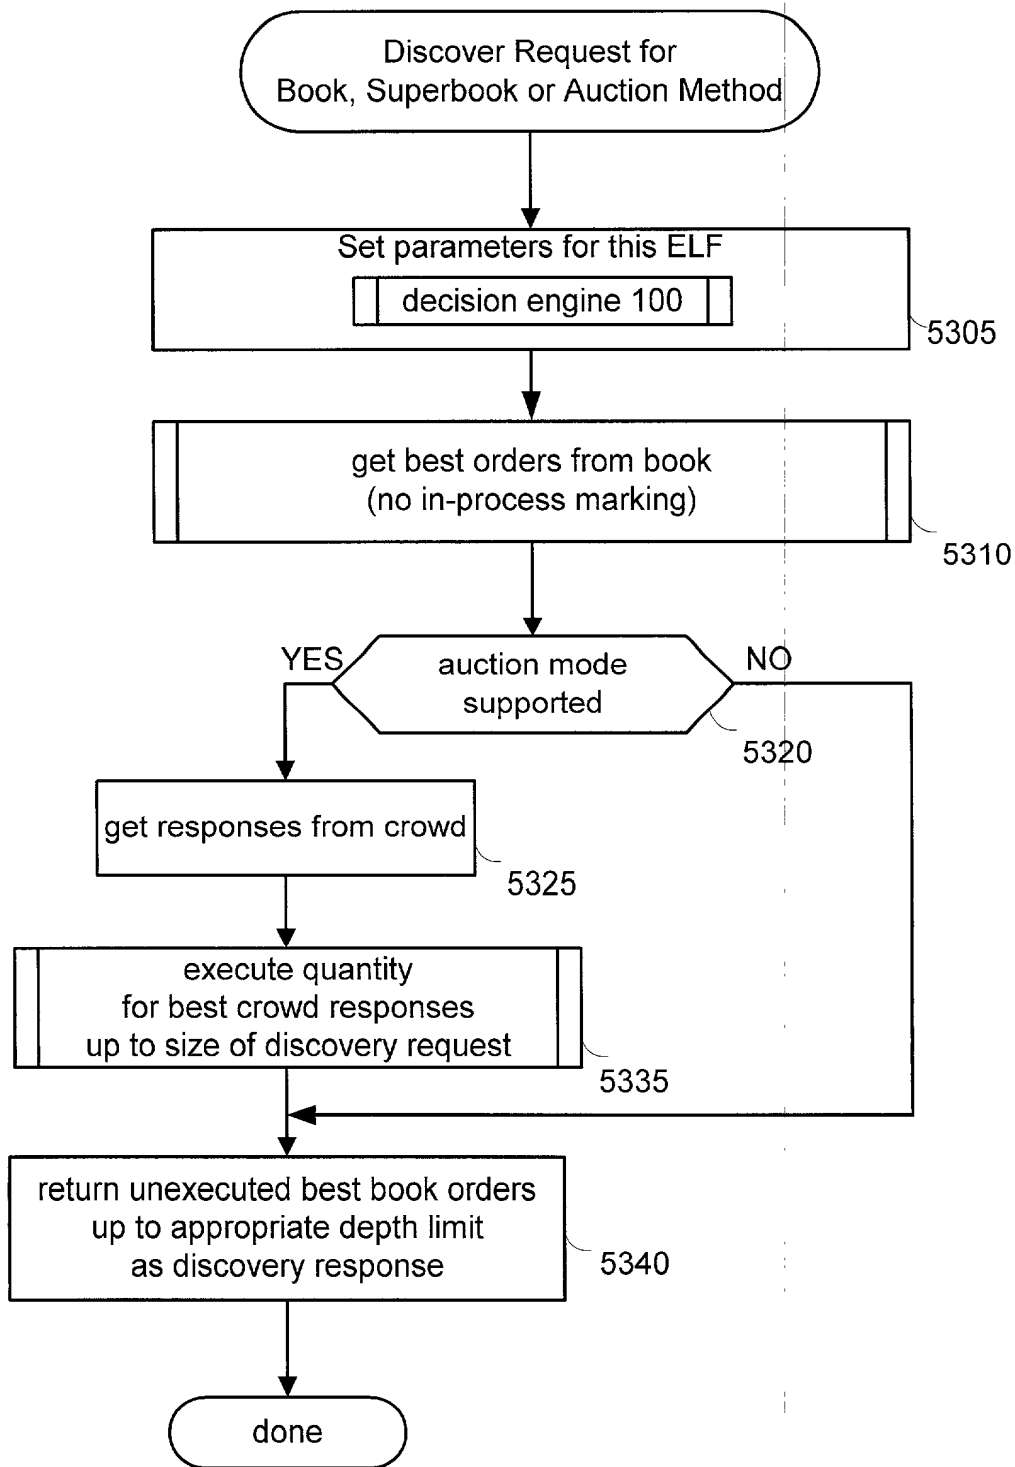 Discover Request for
Book, Superbook or Auction Method
Set parameters for this ELF
decision engine 100
5305
get best orders from book
(no in-process marking)
5310
YES
auction mode
supported
NO
5320
get responses from crowd
5325
execute quantity
for best crowd responses
up to size of discovery request
5335
return unexecuted best book orders
up to appropriate depth limit
as discovery response
5340
done